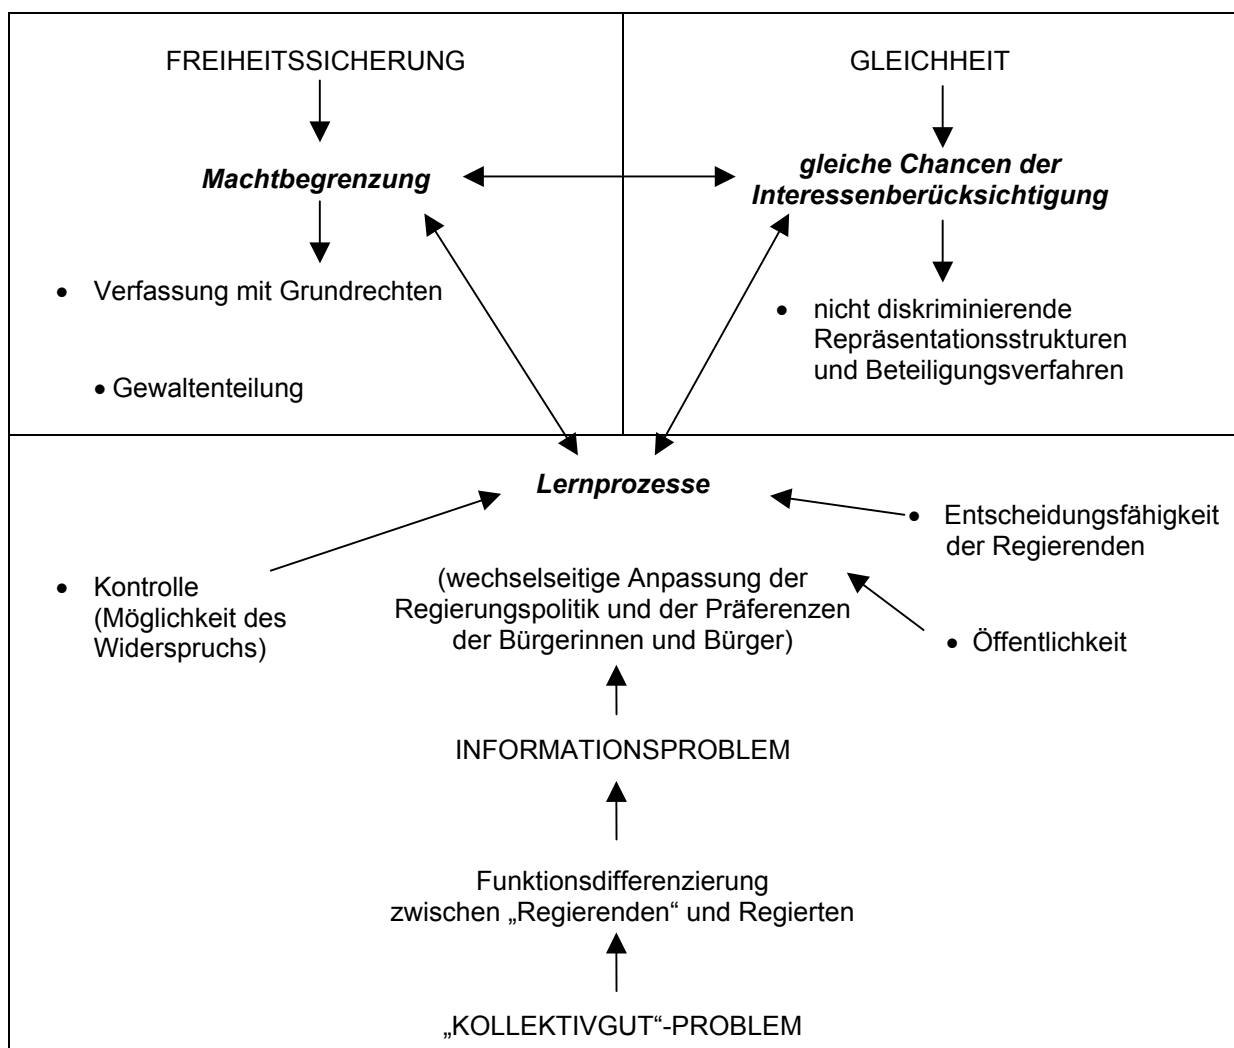 FREIHEITSSICHERUNG
Machtbegrenzung
• Verfassung mit Grundrechten
• Gewaltenteilung
GLEICHHEIT
gleiche Chancen der
Interessenberücksichtigung
• nicht diskriminierende
Repräsentationsstrukturen
und Beteiligungsverfahren
Lernprozesse
• Entscheidungsfähigkeit
der Regierenden
• Kontrolle
(Möglichkeit des
Widerspruchs)
(wechselseitige Anpassung der
Regierungspolitik und der Präferenzen
der Bürgerinnen und Bürger)
• Öffentlichkeit
INFORMATIONSPROBLEM
Funktionsdifferenzierung
zwischen „Regierenden“ und Regierten
„KOLLEKTIVGUT“-PROBLEM